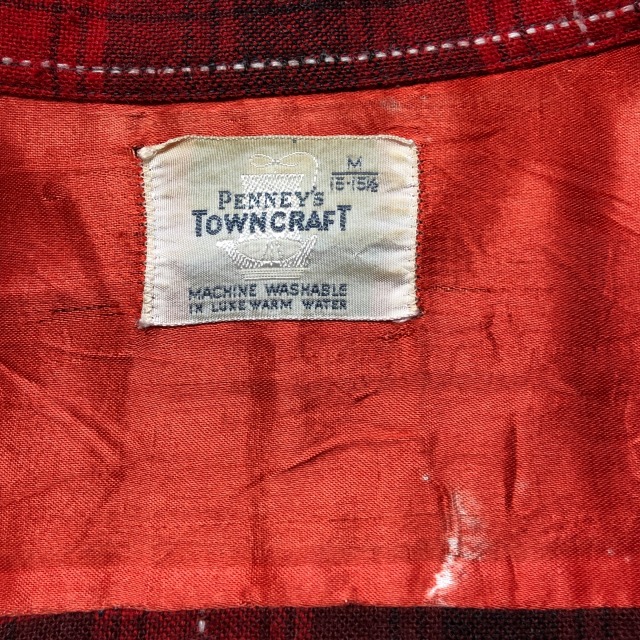 M
15-15½
PENNEY'S
TOWNCRAFT
MACHINE WASHABLE
IN LUKEWARM WATER